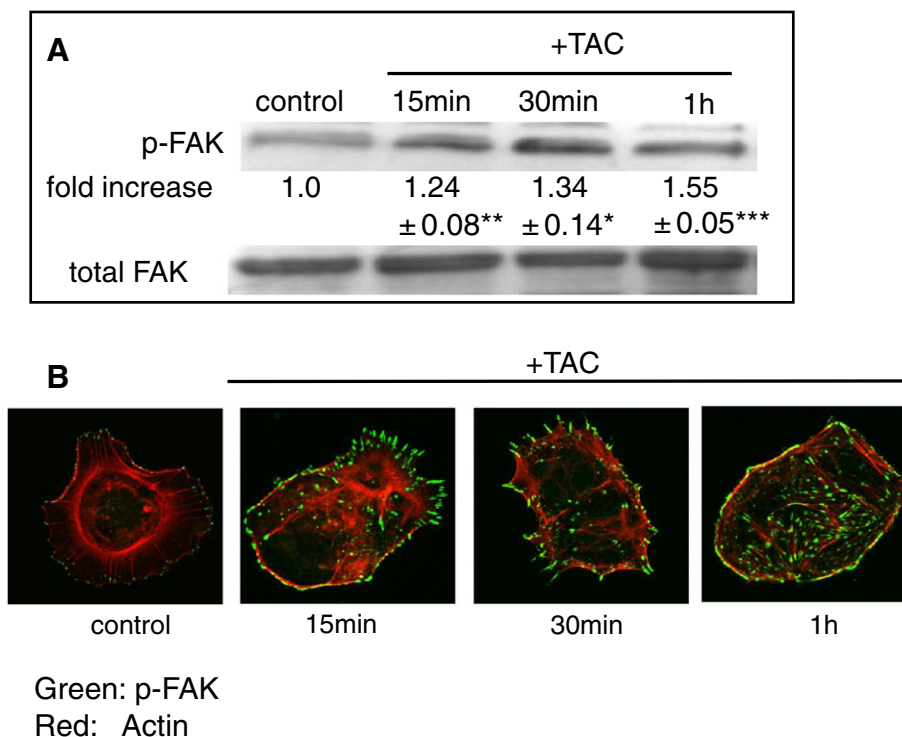 A
+TAC
control 15min 30min 1h
p-FAK
fold increase 1.0 1.24 1.34 1.55
±0.08** ±0.14* ±0.05***
total FAK
B
+TAC
control 15min 30min 1h
Green: p-FAK
Red: Actin